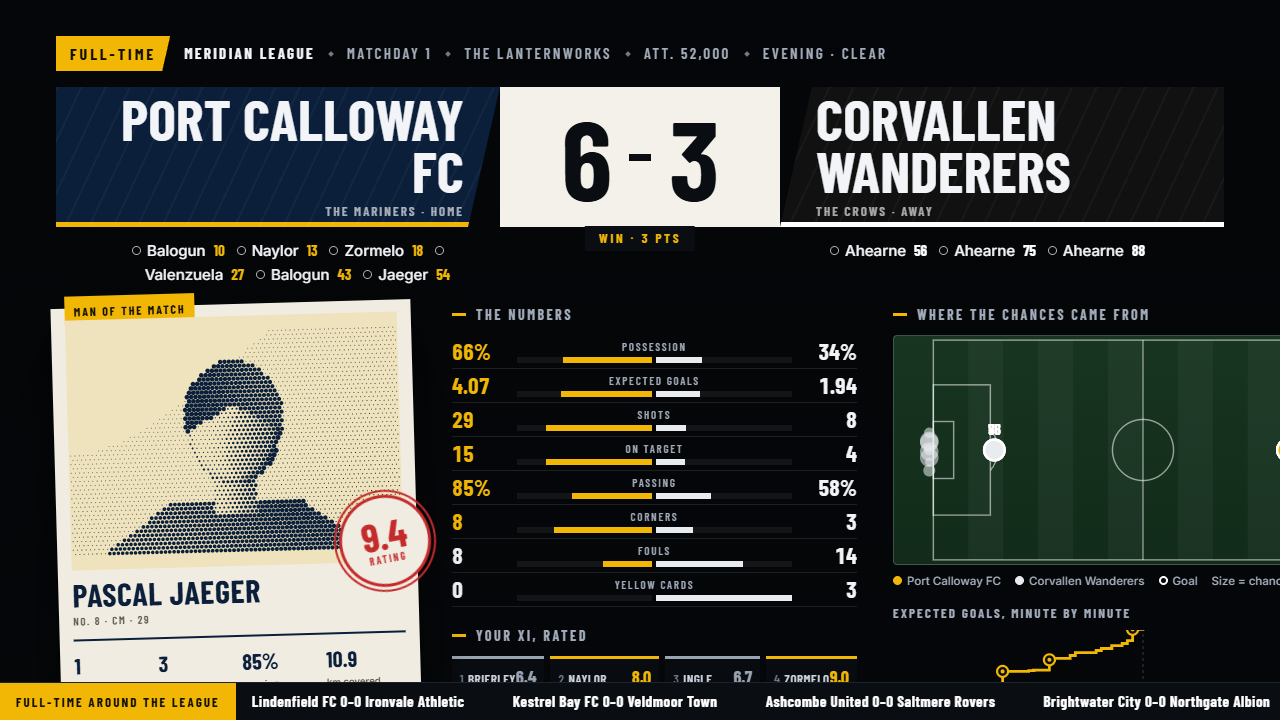 FULL-TIME MERIDIAN LEAGUE ◆ MATCHDAY 1 ◆ THE LANTERNWORKS ◆ ATT. 52,000 ◆ EVENING · CLEAR
PORT CALLOWAY
FC
THE MARINERS · HOME
6 - 3
WIN · 3 PTS
CORVALLEN
WANDERERS
THE CROWS · AWAY
Balogun 10 Naylor 13 Zormelo 18
Valenzuela 27 Balogun 43 Jaeger 54
Ahearne 56 Ahearne 75 Ahearne 88
MAN OF THE MATCH
9.4
RATING
PASCAL JAEGER
NO. 8 · CM · 29
1 3 85% 10.9
km covered
THE NUMBERS
66% POSSESSION 34%
4.07 EXPECTED GOALS 1.94
29 SHOTS 8
15 ON TARGET 4
85% PASSING 58%
8 CORNERS 3
8 FOULS 14
0 YELLOW CARDS 3
YOUR XI, RATED
1 BRIERLEY 6.4 2 NAYLOR 8.0 3 INGLE 6.7 4 ZORMELO 9.0
WHERE THE CHANCES CAME FROM
Port Calloway FC Corvallen Wanderers Goal Size = chanc
EXPECTED GOALS, MINUTE BY MINUTE
FULL-TIME AROUND THE LEAGUE Lindenfield FC 0-0 Ironvale Athletic Kestrel Bay FC 0-0 Veldmoor Town Ashcombe United 0-0 Saltmere Rovers Brightwater City 0-0 Northgate Albion